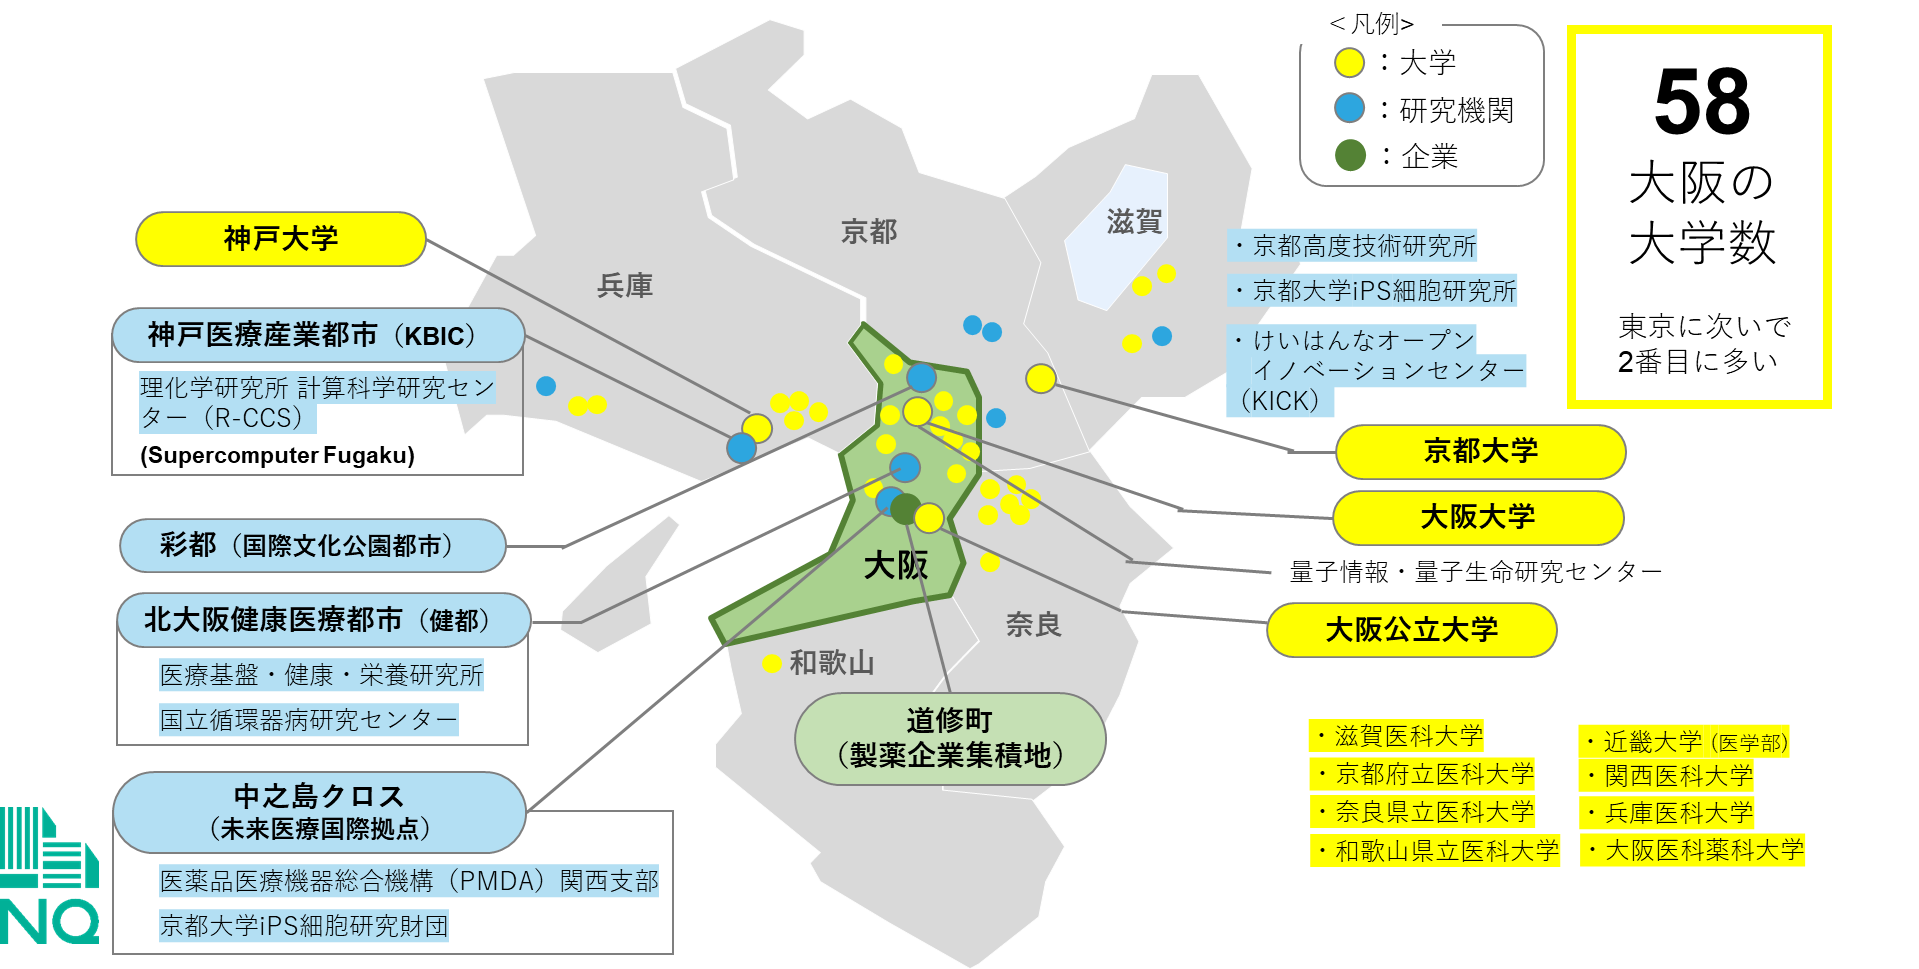 ＜凡例>
：大学
：研究機関
：企業
58
大阪の
大学数
東京に次いで
2番目に多い
京都
滋賀
兵庫
大阪
奈良
和歌山
神戸大学
神戸医療産業都市（KBIC）
理化学研究所 計算科学研究セン
ター（R-CCS）
(Supercomputer Fugaku)
彩都（国際文化公園都市）
北大阪健康医療都市（健都）
医療基盤・健康・栄養研究所
国立循環器病研究センター
中之島クロス
（未来医療国際拠点）
医薬品医療機器総合機構（PMDA）関西支部
京都大学iPS細胞研究財団
道修町
（製薬企業集積地）
・京都高度技術研究所
・京都大学iPS細胞研究所
・けいはんなオープン
イノベーションセンター
（KICK）
京都大学
大阪大学
量子情報・量子生命研究センター
大阪公立大学
・滋賀医科大学
・京都府立医科大学
・奈良県立医科大学
・和歌山県立医科大学
・近畿大学 (医学部)
・関西医科大学
・兵庫医科大学
・大阪医科薬科大学
NQ